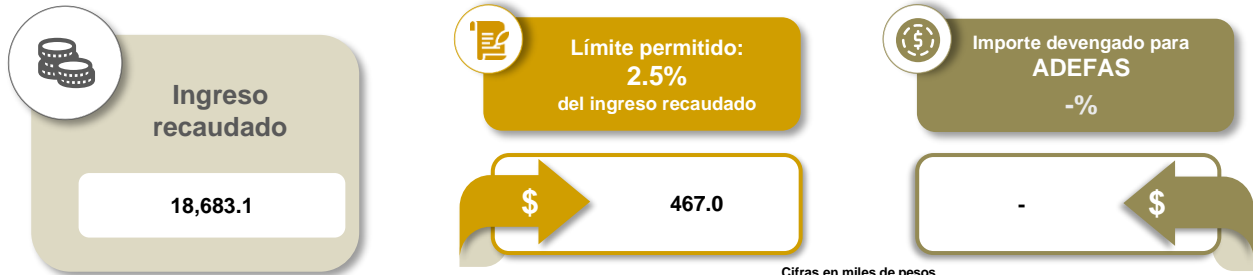 Ingreso
recaudado
18,683.1
Límite permitido:
2.5%
del ingreso recaudado
$
467.0
Importe devengado para
ADEFAS
-%
-
$
Cifras en miles de pesos